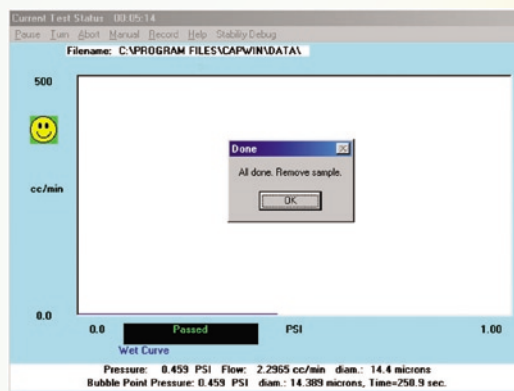 Current Test Status 00:05:14
Pause Turn Abort Manual Record Help Stability Debug
Filename: C:\PROGRAM FILES\CAPWIN\DATA\
500
Done
All done. Remove sample.
OK
cc/min
0.0
0.0 Passed PSI 1.00
Wet Curve
Pressure: 0.459 PSI Flow: 2.2965 cc/min diam.: 14.4 microns
Bubble Point Pressure: 0.459 PSI diam.: 14.389 microns, Time=250.9 sec.